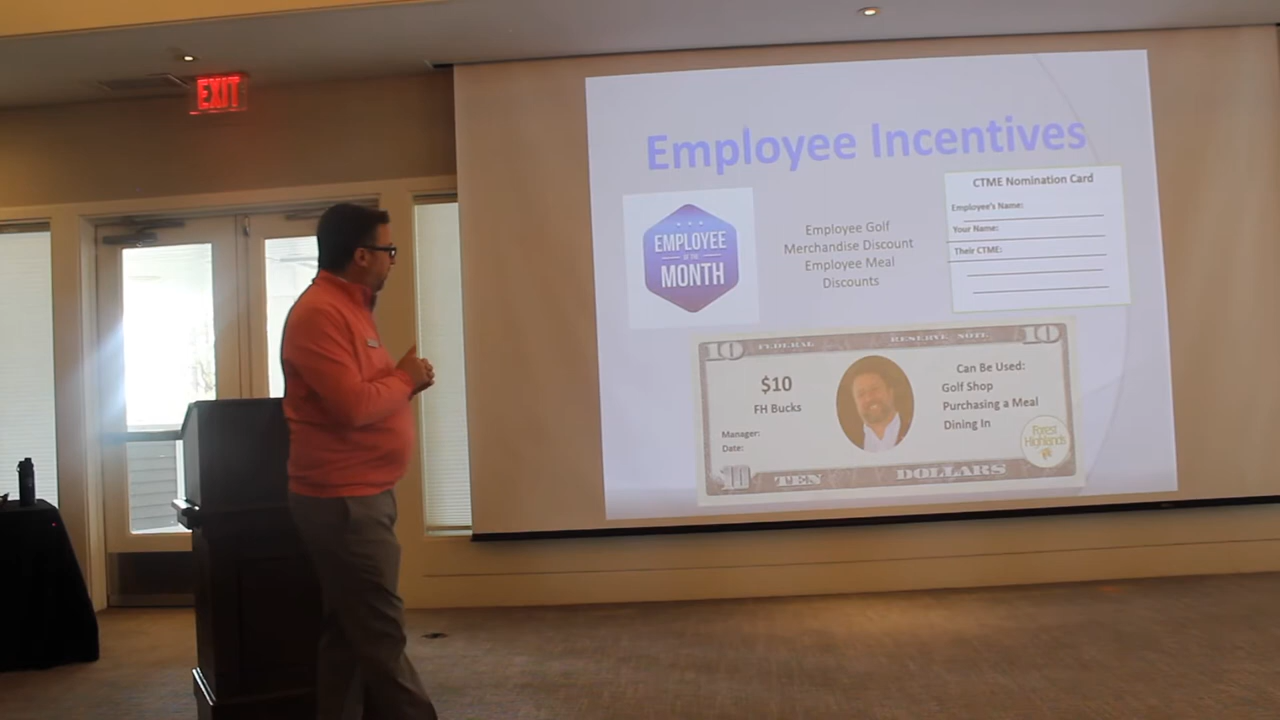 EXIT
Employee Incentives
EMPLOYEE
OF THE
MONTH
Employee Golf
Merchandise Discount
Employee Meal
Discounts
CTME Nomination Card
Employee's Name:
Your Name:
Their CTME:
10 FEDERAL RESERVE NOTE 10
$10
FH Bucks
Manager:
Date:
Can Be Used:
Golf Shop
Purchasing a Meal
Dining In
Forest
Highlands
10 TEN DOLLARS